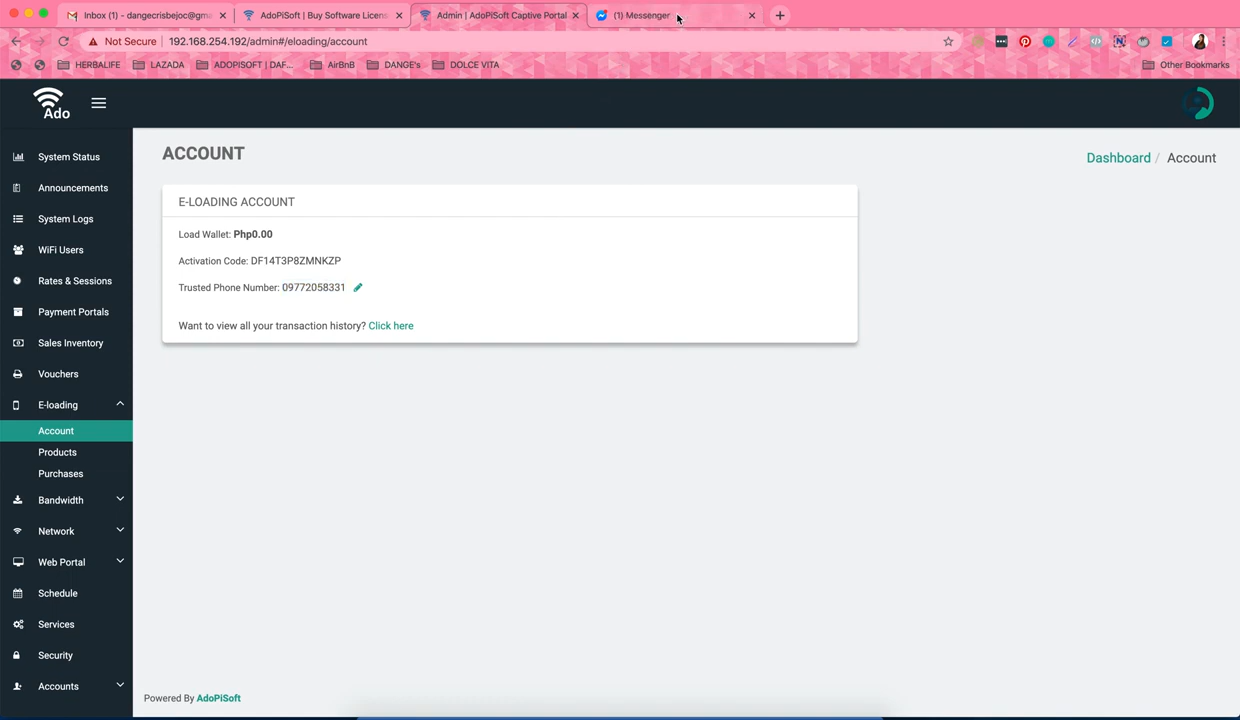 Inbox (1) - dangecrisbejoc@gma
AdoPiSoft | Buy Software Licens
Admin | AdoPiSoft Captive Portal
(1) Messenger
Not Secure 192.168.254.192/admin#/eloading/account
HERBALIFE LAZADA ADOPISOFT | DAF... AirBnB DANGE's DOLCE VITA Other Bookmarks
Ado
System Status
Announcements
System Logs
WiFi Users
Rates & Sessions
Payment Portals
Sales Inventory
Vouchers
E-loading
Account
Products
Purchases
Bandwidth
Network
Web Portal
Schedule
Services
Security
Accounts
ACCOUNT
Dashboard / Account
E-LOADING ACCOUNT
Load Wallet: Php0.00
Activation Code: DF14T3P8ZMNKZP
Trusted Phone Number: 09772058331
Want to view all your transaction history? Click here
Powered By AdoPiSoft